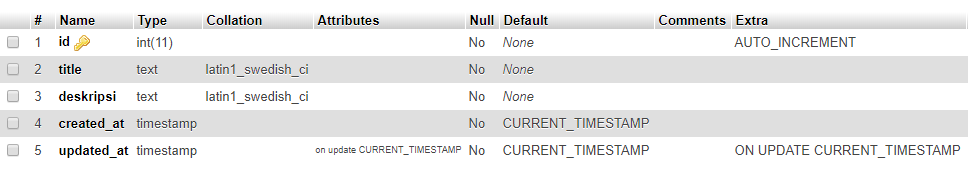 # Name Type Collation Attributes Null Default Comments Extra
1 id int(11) No None AUTO_INCREMENT
2 title text latin1_swedish_ci No None
3 deskripsi text latin1_swedish_ci No None
4 created_at timestamp No CURRENT_TIMESTAMP
5 updated_at timestamp on update CURRENT_TIMESTAMP No CURRENT_TIMESTAMP ON UPDATE CURRENT_TIMESTAMP